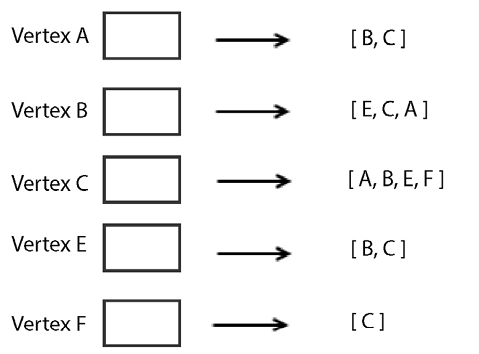 Vertex A [ B, C ]
Vertex B [ E, C, A ]
Vertex C [ A, B, E, F ]
Vertex E [ B, C ]
Vertex F [ C ]